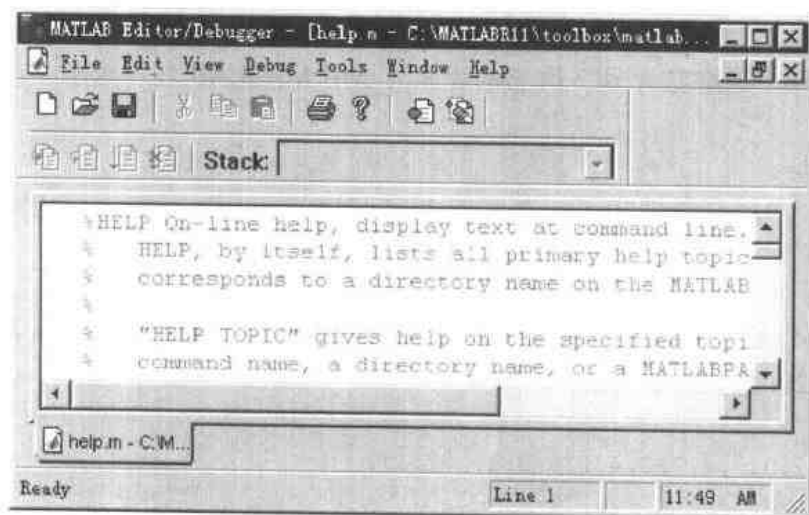 MATLAB Editor/Debugger - [help.m - C:\MATLABR11\toolbox\matlab...
File Edit View Debug Tools Window Help
Stack:
%HELP On-line help, display text at command line.
% HELP, by itself, lists all primary help topic
% corresponds to a directory name on the MATLAB
%
% "HELP TOPIC" gives help on the specified topi
% command name, a directory name, or a MATLABPA
help.m - C:\M...
Ready Line 1 11:49 AM